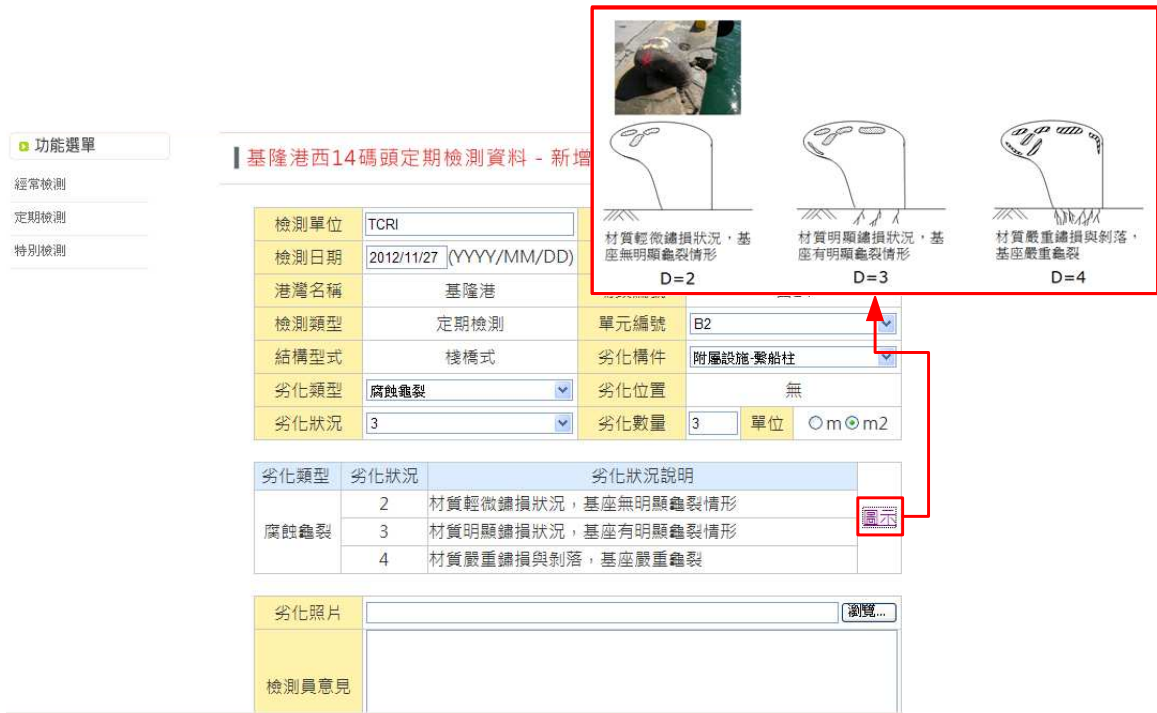 功能選單
經常檢測
定期檢測
特別檢測
基隆港西14碼頭定期檢測資料 - 新增
材質輕微鏽損狀況，基
座無明顯龜裂情形
D=2
材質明顯鏽損狀況，基
座有明顯龜裂情形
D=3
材質嚴重鏽損與剝落，
基座嚴重龜裂
D=4
檢測單位 TCRI
檢測日期 2012/11/27 (YYYY/MM/DD)
港灣名稱 基隆港
檢測類型 定期檢測 單元編號 B2
結構型式 棧橋式 劣化構件 附屬設施-繫船柱
劣化類型 腐蝕龜裂 劣化位置 無
劣化狀況 3 劣化數量 3 單位 m m2
劣化類型 劣化狀況 劣化狀況說明
腐蝕龜裂
2 材質輕微鏽損狀況，基座無明顯龜裂情形
3 材質明顯鏽損狀況，基座有明顯龜裂情形
4 材質嚴重鏽損與剝落，基座嚴重龜裂
圖示
劣化照片 瀏覽...
檢測員意見